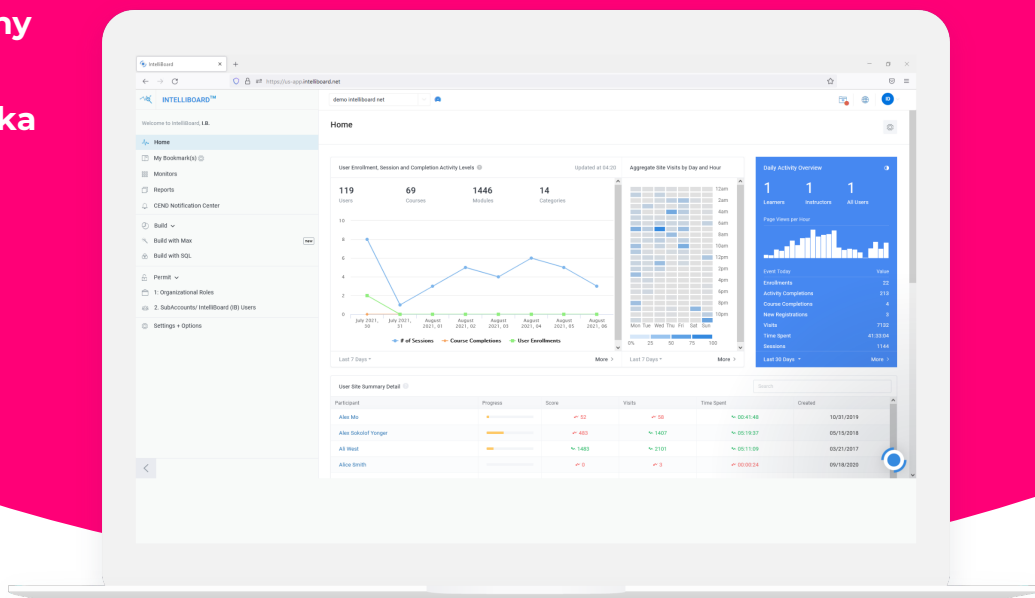 ny
ka
IntelliBoard
https://us-app.intelliboard.net
INTELLIBOARD™
demo intelliboard net
Welcome to IntelliBoard, I.B.
Home
My Bookmark(s)
Monitors
Reports
CEND Notification Center
Build
Build with Max new
Build with SQL
Permit
1: Organizational Roles
2. SubAccounts/ IntelliBoard (IB) Users
Settings + Options
Home
User Enrollment, Session and Completion Activity Levels
Updated at 04:20
119 69 1446 14
Users Courses Modules Categories
10
8
6
4
2
0
July 2021, 30
July 2021, 31
August 2021, 01
August 2021, 02
August 2021, 03
August 2021, 04
August 2021, 05
August 2021, 06
# of Sessions Course Completions User Enrollments
Last 7 Days More
Aggregate Site Visits by Day and Hour
12am
2am
4am
6am
8am
10am
12pm
2pm
4pm
6pm
8pm
10pm
Mon Tue Wed Thu Fri Sat Sun
0% 25 50 75 100
Last 7 Days More
Daily Activity Overview
1 1 1
Learners Instructors All Users
Page Views per Hour
Event Today Value
Enrollments 22
Activity Completions 213
Course Completions 4
New Registrations 3
Visits 7132
Time Spent 41:33:04
Sessions 1144
Last 30 Days More
User Site Summary Detail
Search
Participant Progress Score Visits Time Spent Created
Alex Mo 52 50 00:41:48 10/31/2019
Alex Sokolof Yonger 483 1407 05:19:37 05/15/2018
Ali West 1485 2101 05:11:09 03/21/2017
Alice Smith 0 3 00:00:24 09/18/2020